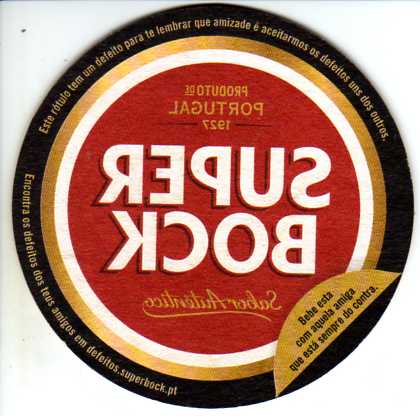 Este rótulo tem um defeito para te lembrar que amizade é aceitarmos os defeitos uns dos outros.
PRODUTO DE
PORTUGAL
1927
SUPER
BOCK
Sabor Autêntico
Bebe esta
com aquela amiga
que está sempre do contra.
Encontra os defeitos dos teus amigos em defeitos.superbock.pt